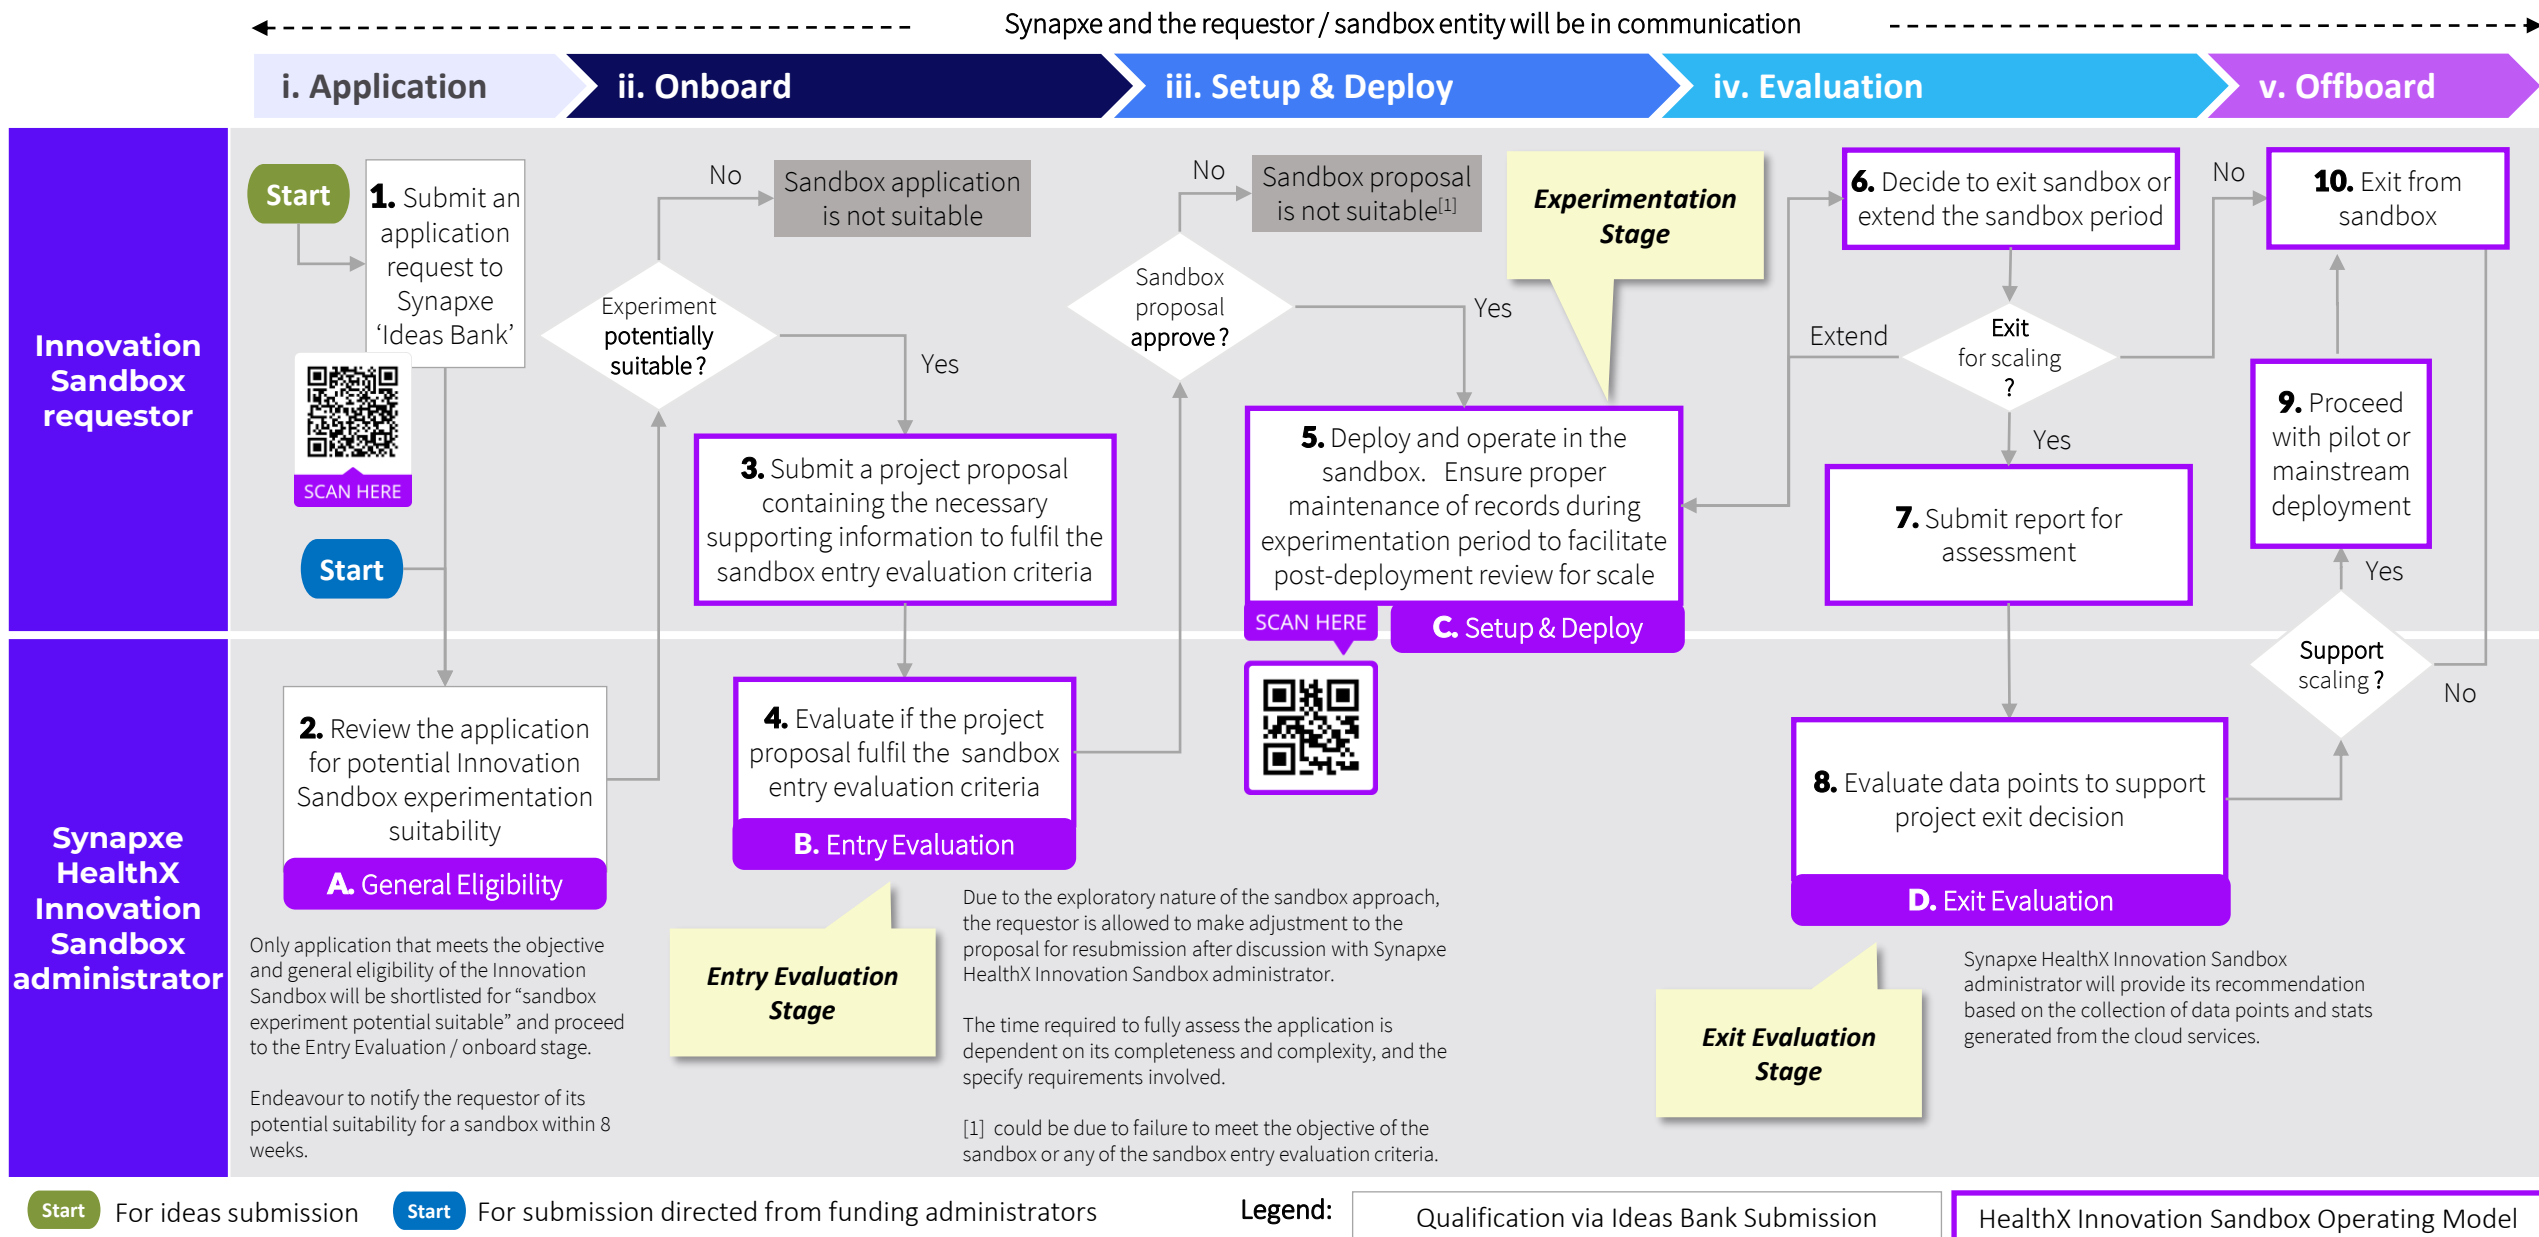 Synapxe and the requestor / sandbox entity will be in communication
i. Application
ii. Onboard
iii. Setup & Deploy
iv. Evaluation
v. Offboard
Innovation
Sandbox
requestor
Start
1. Submit an
application
request to
Synapxe
‘Ideas Bank’
SCAN HERE
Start
Experiment
potentially
suitable ?
No
Sandbox application
is not suitable
Yes
3. Submit a project proposal
containing the necessary
supporting information to fulfil the
sandbox entry evaluation criteria
Sandbox
proposal
approve ?
No
Sandbox proposal
is not suitable[1]
Yes
Experimentation
Stage
5. Deploy and operate in the
sandbox. Ensure proper
maintenance of records during
experimentation period to facilitate
post-deployment review for scale
SCAN HERE
C. Setup & Deploy
6. Decide to exit sandbox or
extend the sandbox period
Exit
for scaling
?
Extend
No
Yes
7. Submit report for
assessment
10. Exit from
sandbox
9. Proceed
with pilot or
mainstream
deployment
Yes
Support
scaling ?
No
Synapxe
HealthX
Innovation
Sandbox
administrator
2. Review the application
for potential Innovation
Sandbox experimentation
suitability
A. General Eligibility
Only application that meets the objective
and general eligibility of the Innovation
Sandbox will be shortlisted for “sandbox
experiment potential suitable” and proceed
to the Entry Evaluation / onboard stage.
Endeavour to notify the requestor of its
potential suitability for a sandbox within 8
weeks.
4. Evaluate if the project
proposal fulfil the sandbox
entry evaluation criteria
B. Entry Evaluation
Entry Evaluation
Stage
Due to the exploratory nature of the sandbox approach,
the requestor is allowed to make adjustment to the
proposal for resubmission after discussion with Synapxe
HealthX Innovation Sandbox administrator.
The time required to fully assess the application is
dependent on its completeness and complexity, and the
specify requirements involved.
[1] could be due to failure to meet the objective of the
sandbox or any of the sandbox entry evaluation criteria.
8. Evaluate data points to support
project exit decision
D. Exit Evaluation
Exit Evaluation
Stage
Synapxe HealthX Innovation Sandbox
administrator will provide its recommendation
based on the collection of data points and stats
generated from the cloud services.
Start
For ideas submission
Start
For submission directed from funding administrators
Legend:
Qualification via Ideas Bank Submission
HealthX Innovation Sandbox Operating Model